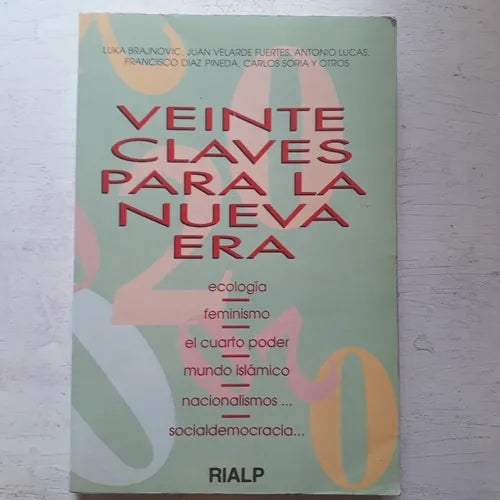 LUKA BRAJNOVIC, JUAN VELARDE FUERTES, ANTONIO LUCAS,
FRANCISCO DIAZ PINEDA, CARLOS SORIA Y OTROS
VEINTE
CLAVES
PARA LA
NUEVA
ERA
ecología
feminismo
el cuarto poder
mundo islámico
nacionalismos ...
socialdemocracia...
RIALP